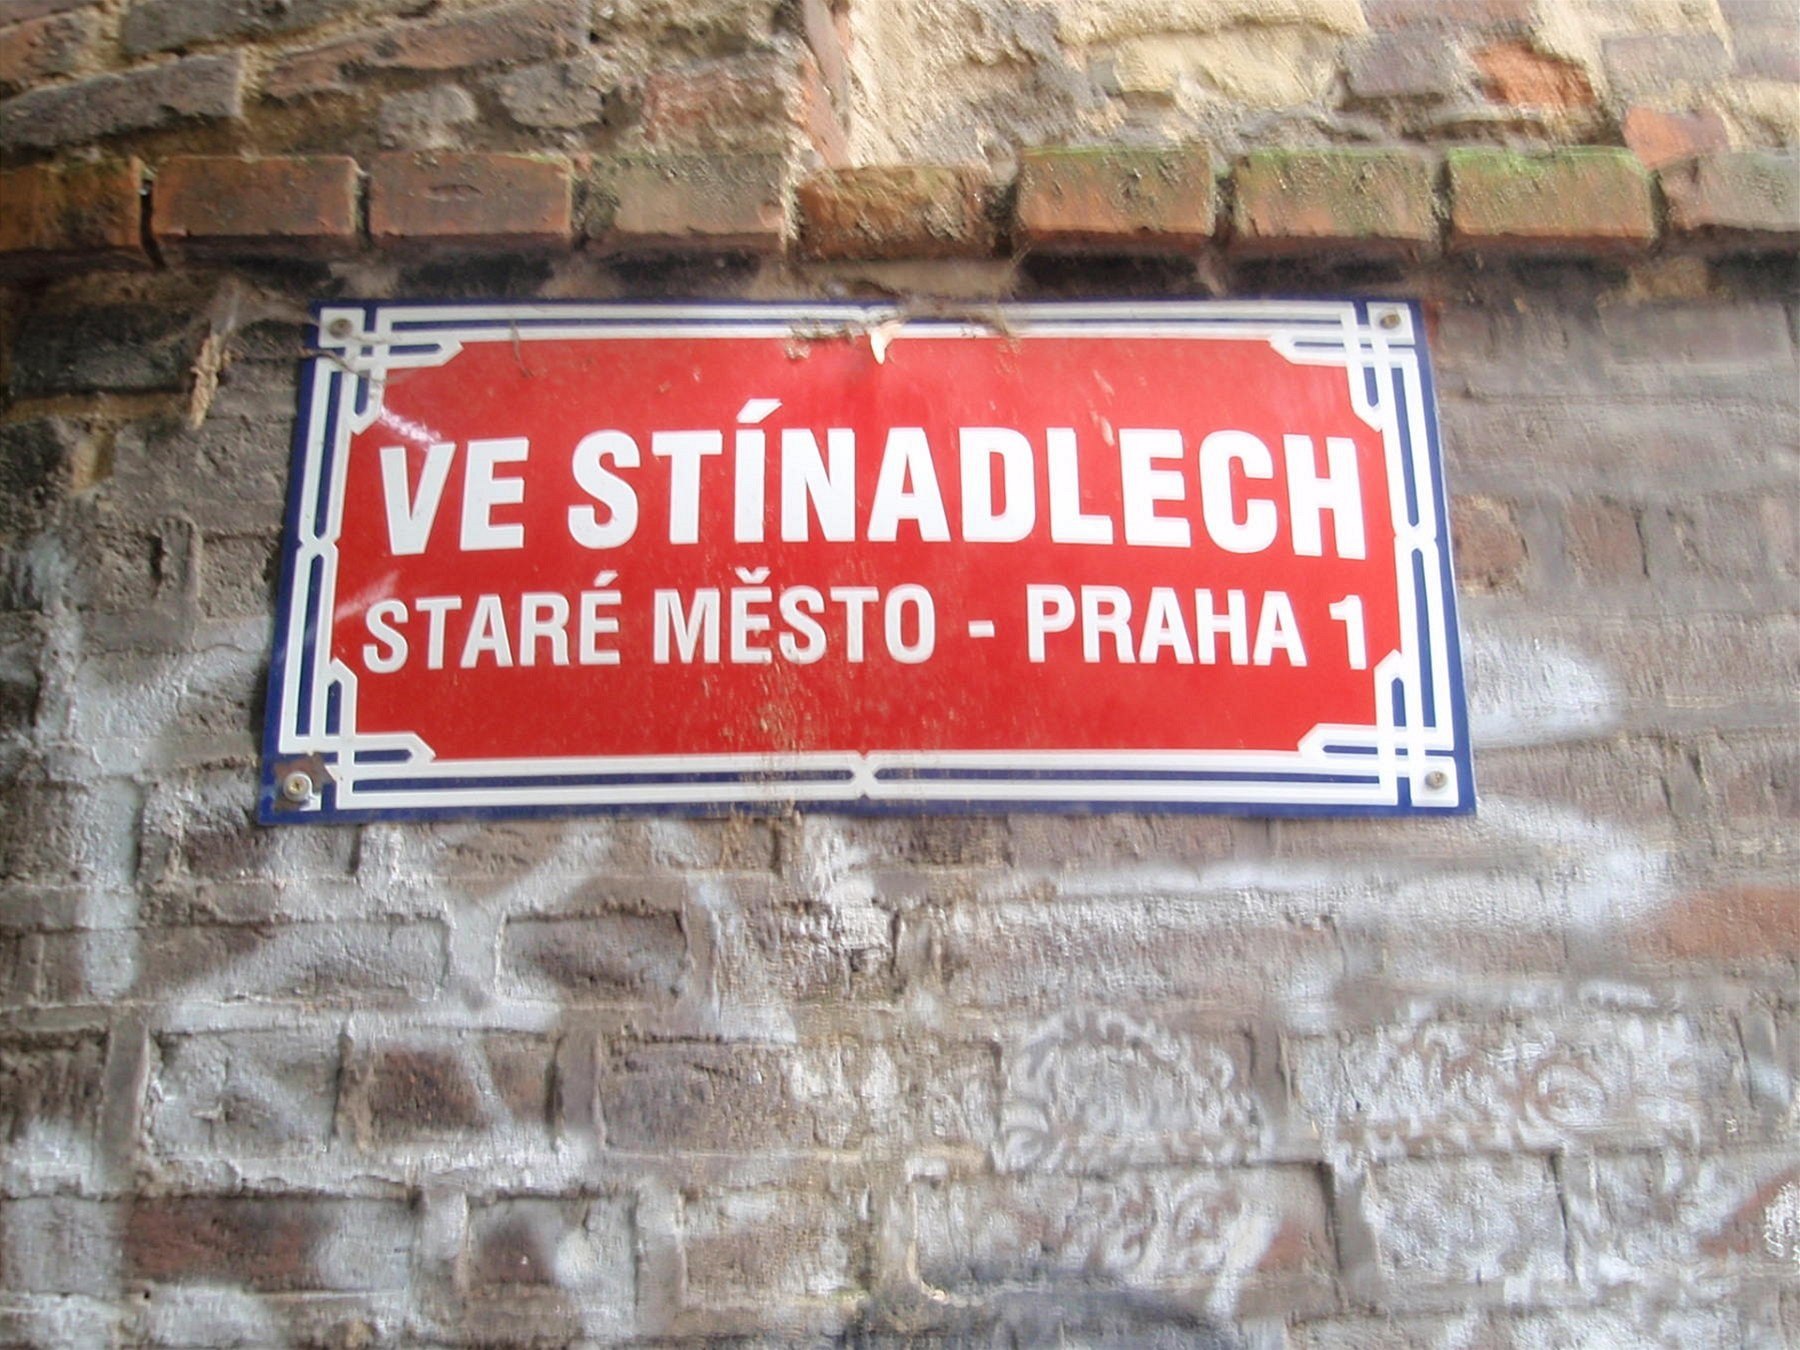 VE STÍNADLECH
STARÉ MĚSTO - PRAHA 1